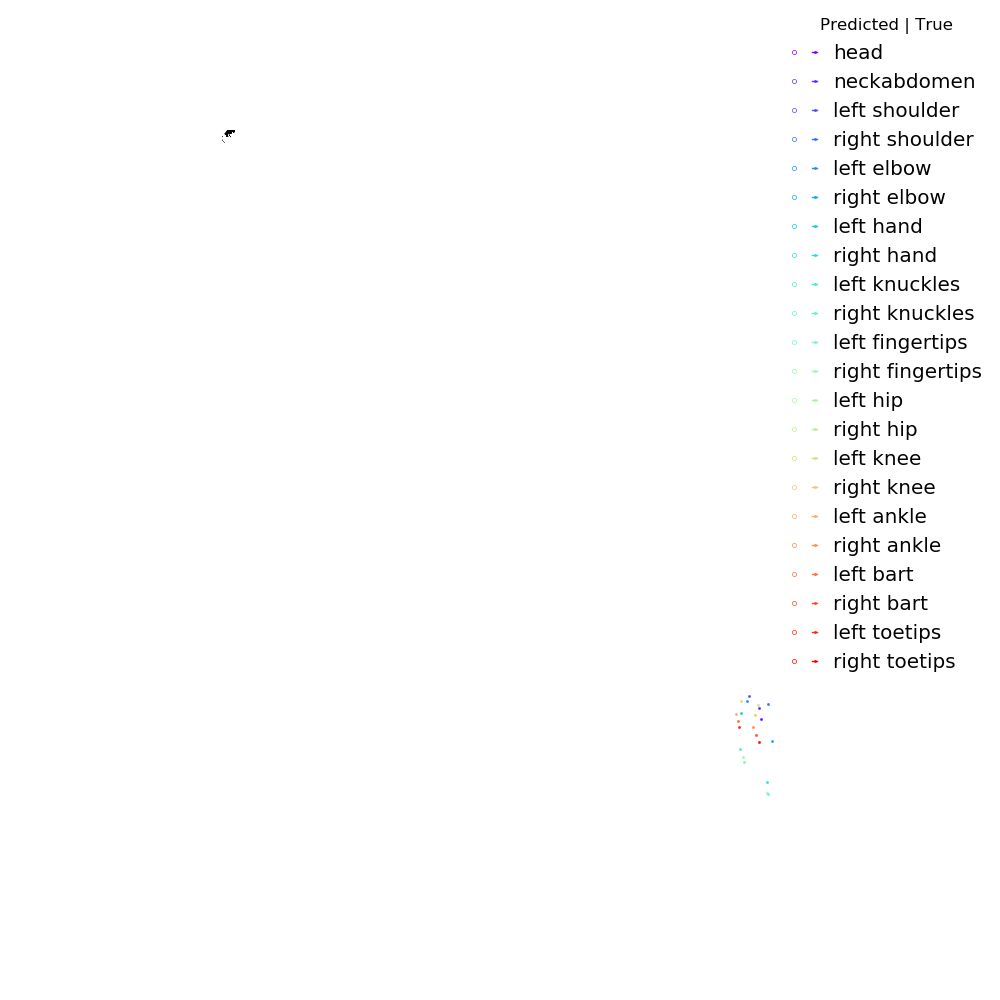 Predicted | True
head
neckabdomen
left shoulder
right shoulder
left elbow
right elbow
left hand
right hand
left knuckles
right knuckles
left fingertips
right fingertips
left hip
right hip
left knee
right knee
left ankle
right ankle
left bart
right bart
left toetips
right toetips